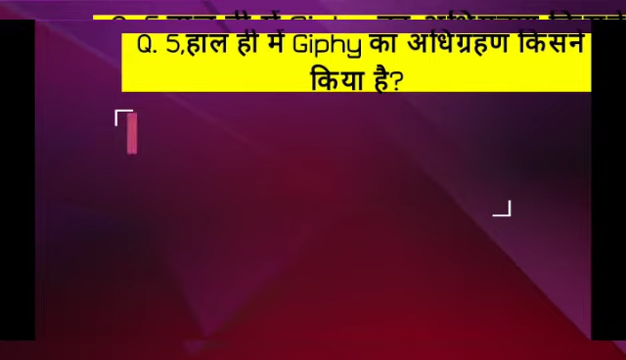 Q. 5,हाल ही में Giphy का अधिग्रहण किसने
किया है?